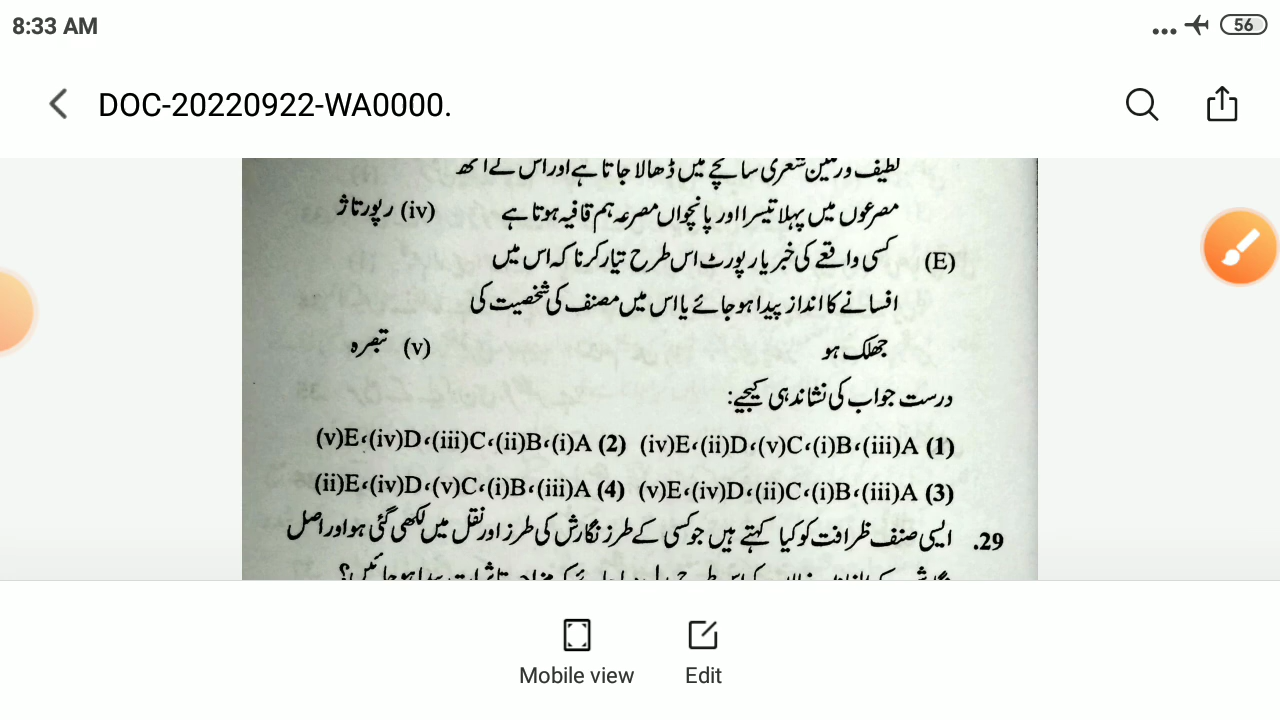 8:33 AM
56
DOC-20220922-WA0000.
لطیف ورنگین شعری سانچے میں ڈھالا جاتا ہے اور اس کے آٹھ
مصرعوں میں پہلا تیسرا اور پانچواں مصرعہ ہم قافیہ ہوتا ہے (iv) رپورتاژ
(E) کسی واقعے کی خبر یا رپورٹ اس طرح تیار کرنا کہ اس میں
افسانے کا انداز پیدا ہوجائے یا اس میں مصنف کی شخصیت کی
جھلک ہو (v) تبصرہ
درست جواب کی نشاندہی کیجیے:
(1) A(iii)، B(i)، C(v)، D(ii)، E(iv) (2) A(i)، B(ii)، C(iii)، D(iv)، E(v)
(3) A(iii)، B(i)، C(ii)، D(iv)، E(v) (4) A(iii)، B(i)، C(v)، D(iv)، E(ii)
29. ایسی صنف ظرافت کو کیا کہتے ہیں جو کسی کے طرز نگارش کی طرز اور نقل میں لکھی گئی ہو اور اصل
Mobile view
Edit